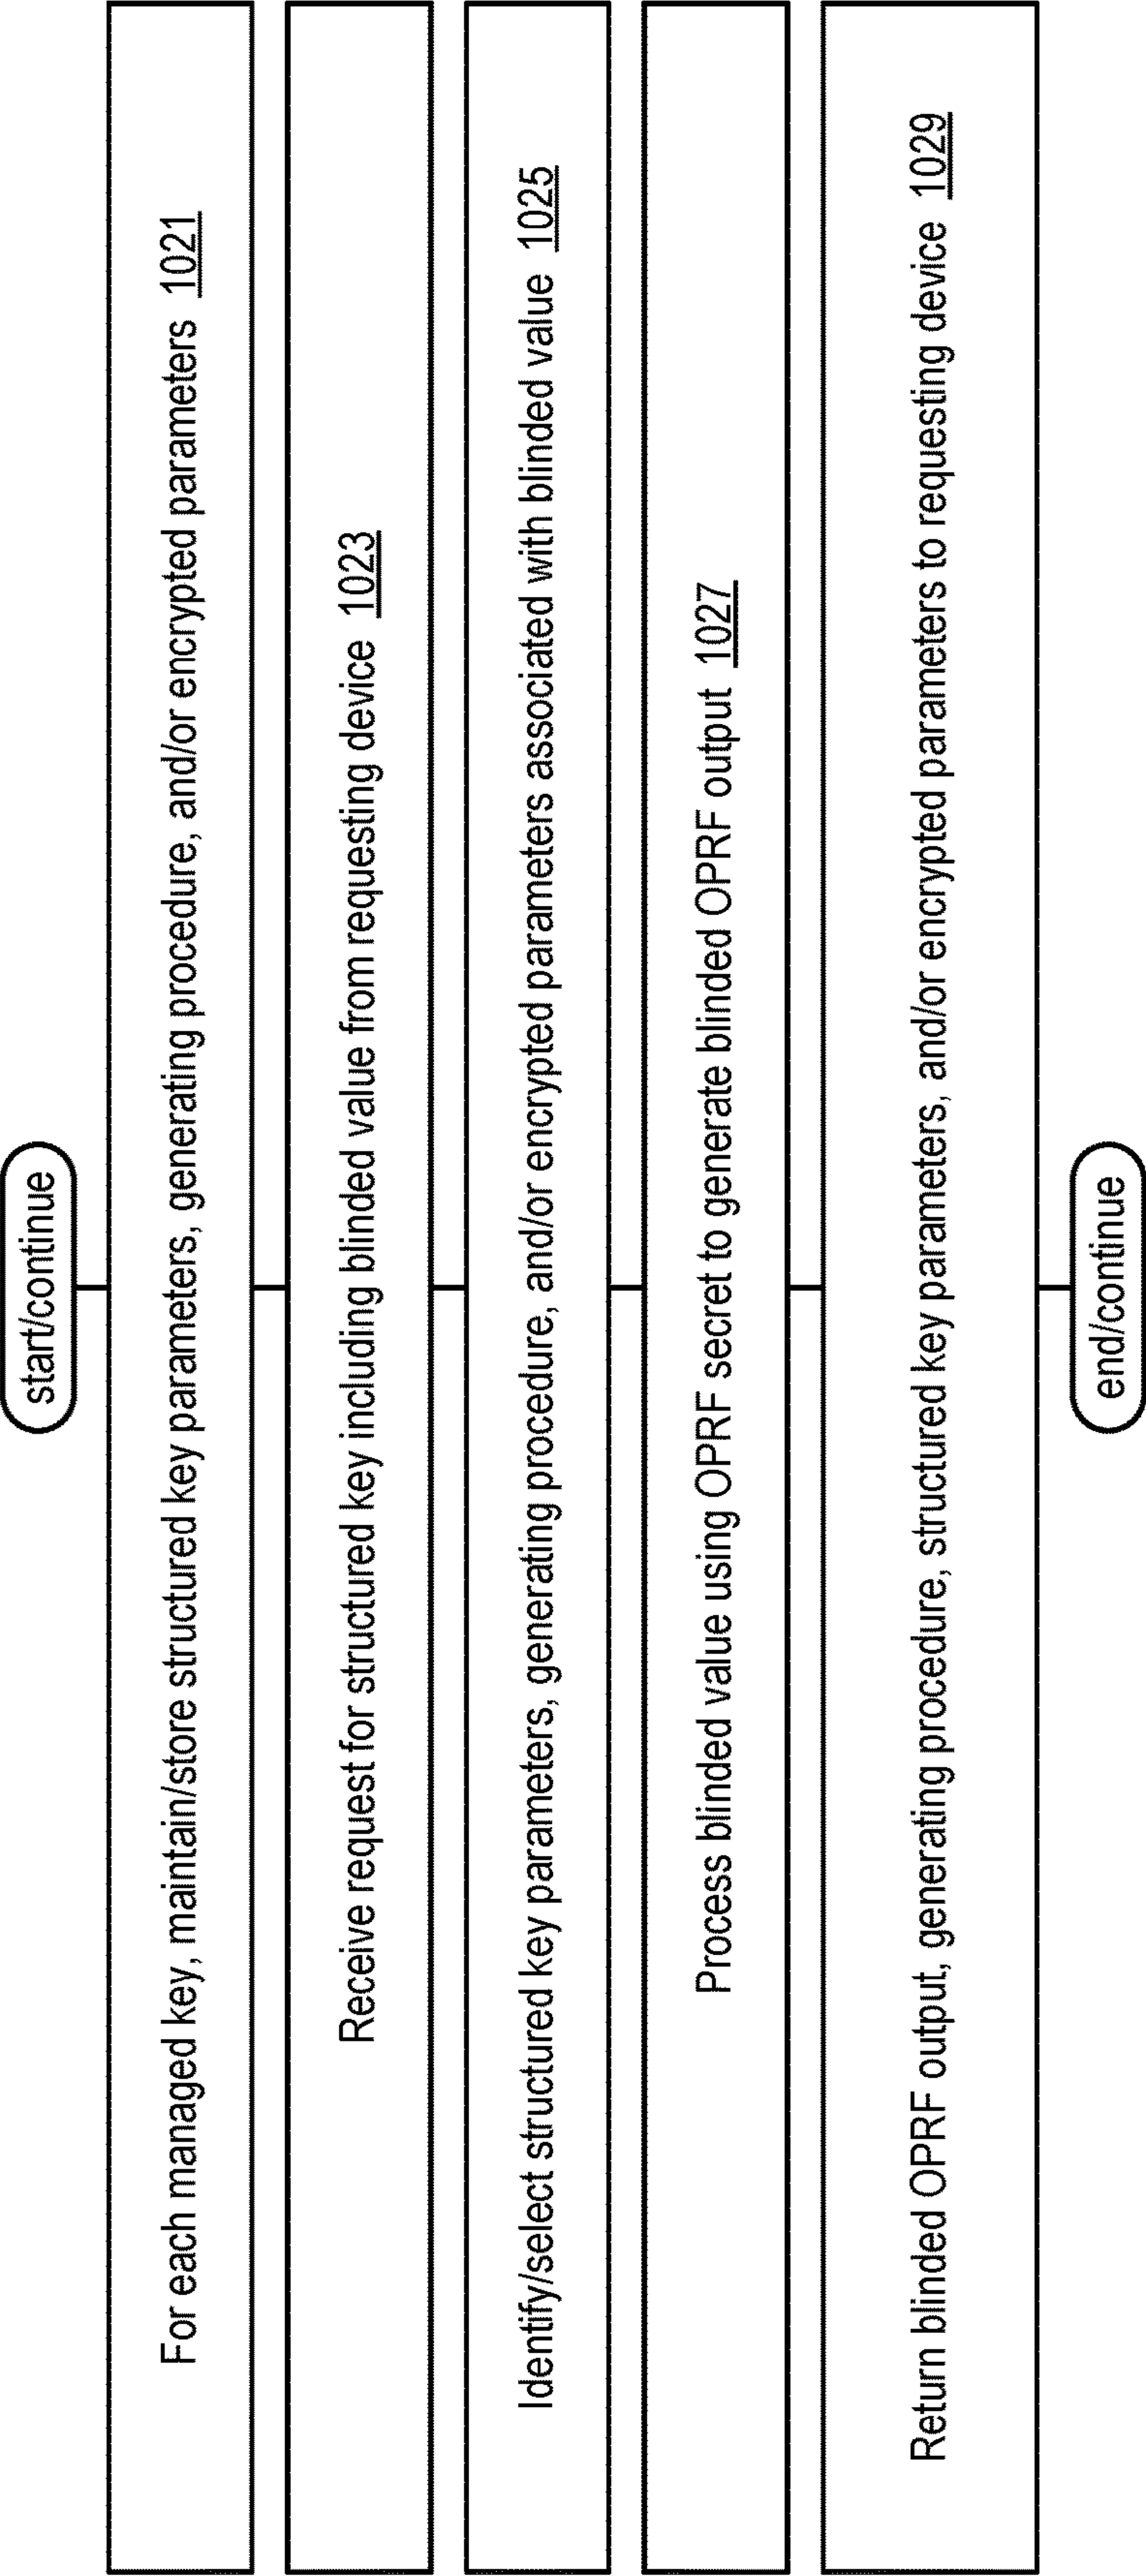 start/continue
For each managed key, maintain/store structured key parameters, generating procedure, and/or encrypted parameters 1021
Receive request for structured key including blinded value from requesting device 1023
Identify/select structured key parameters, generating procedure, and/or encrypted parameters associated with blinded value 1025
Process blinded value using OPRF secret to generate blinded OPRF output 1027
Return blinded OPRF output, generating procedure, structured key parameters, and/or encrypted parameters to requesting device 1029
end/continue